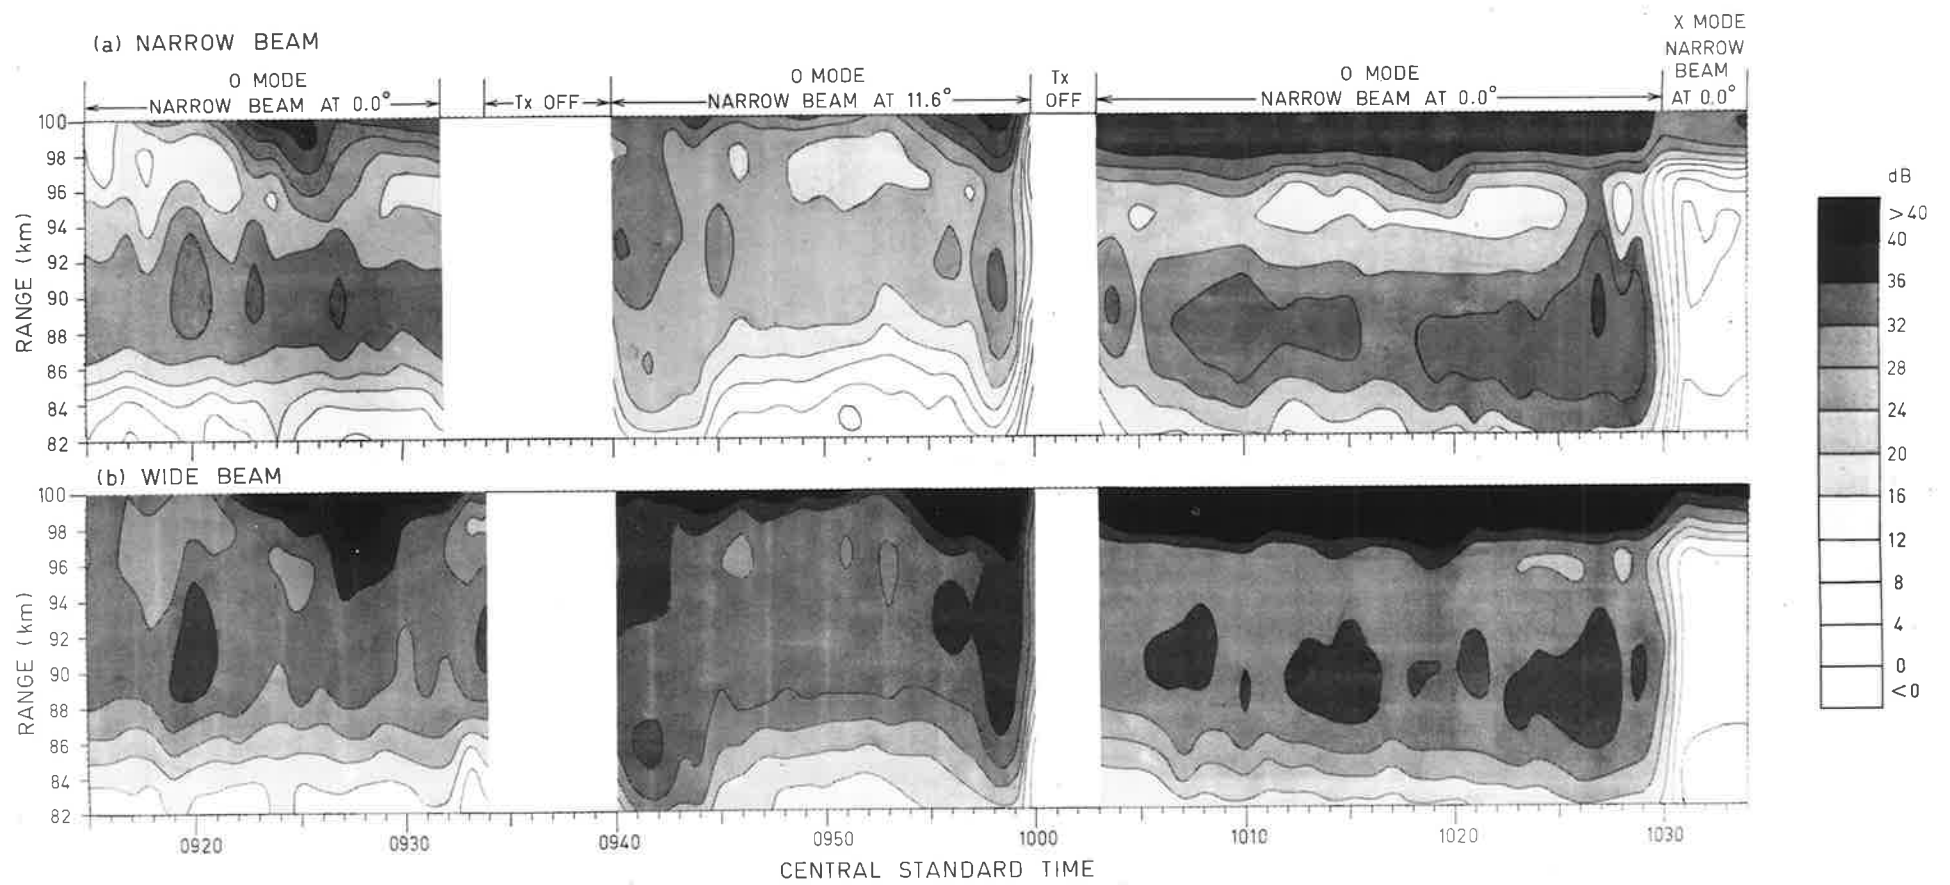 (a) NARROW BEAM
O MODE
NARROW BEAM AT 0.0°
Tx OFF
O MODE
NARROW BEAM AT 11.6°
Tx
OFF
O MODE
NARROW BEAM AT 0.0°
X MODE
NARROW
BEAM
AT 0.0°
RANGE (km)
100
98
96
94
92
90
88
86
84
82
dB
>40
40
36
32
28
24
20
16
12
8
4
0
<0
(b) WIDE BEAM
RANGE (km)
100
98
96
94
92
90
88
86
84
82
0920
0930
0940
0950
1000
1010
1020
1030
CENTRAL STANDARD TIME